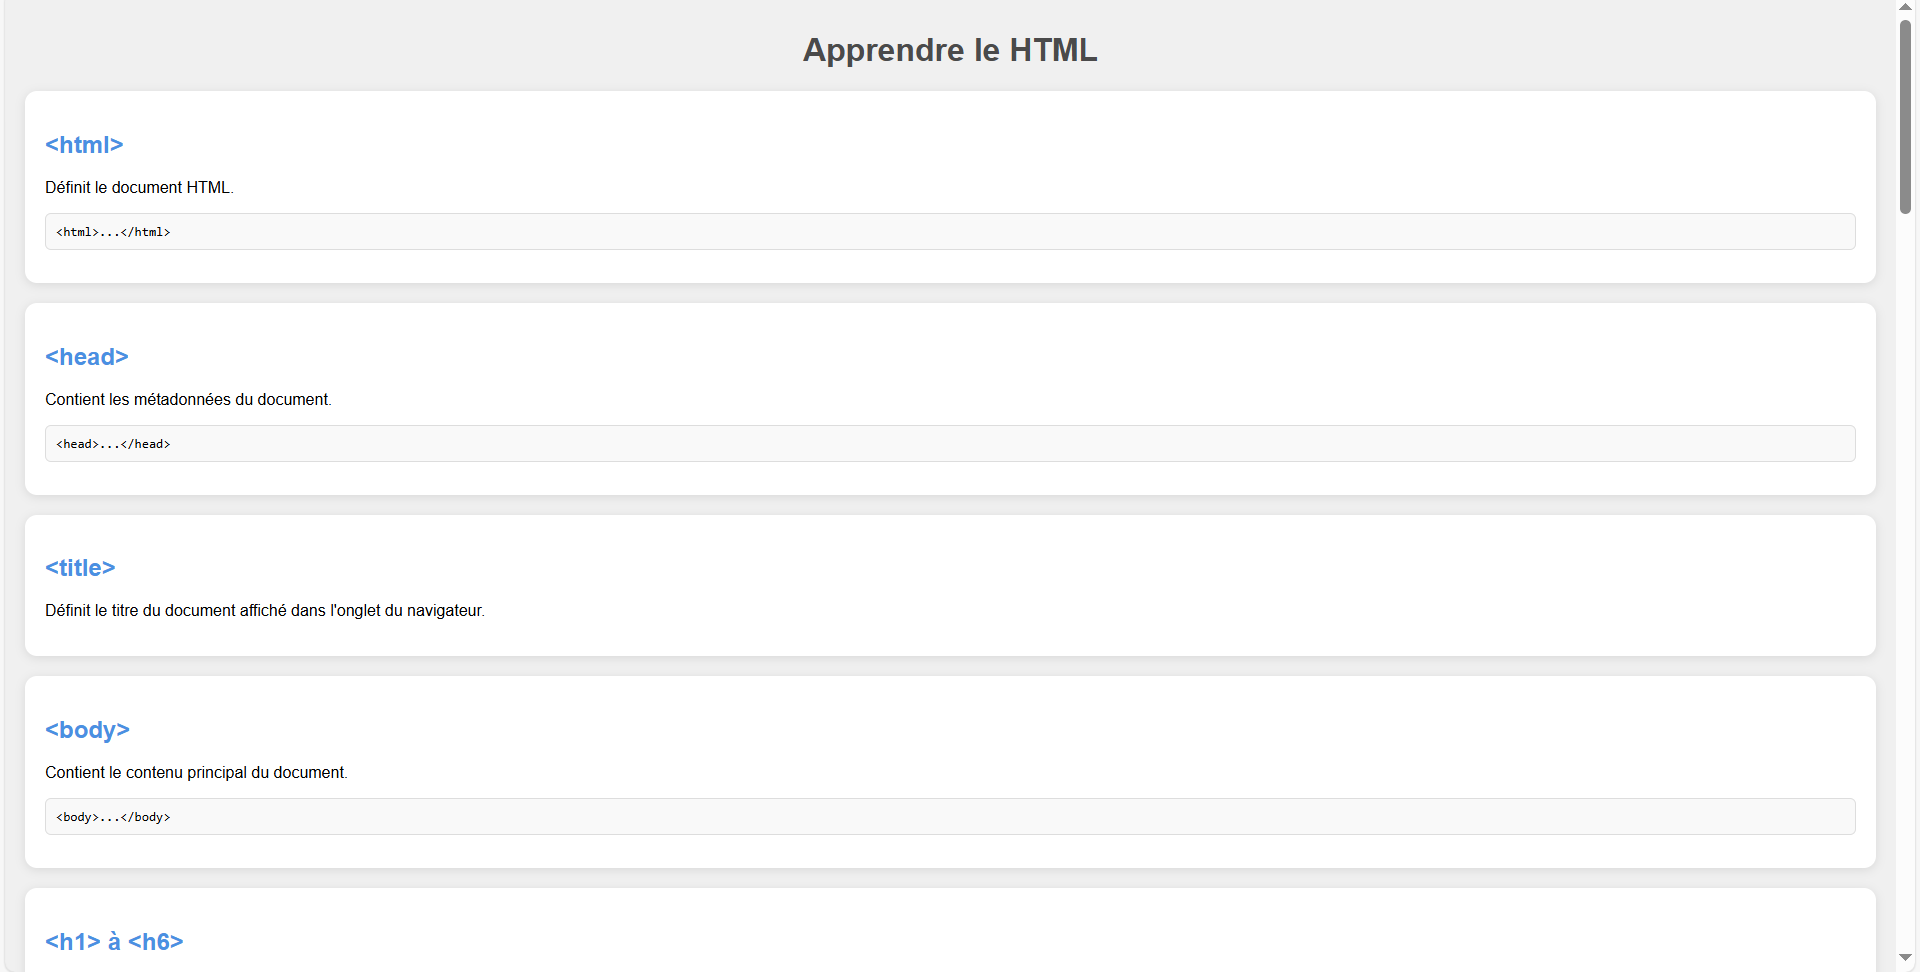 Apprendre le HTML
<html>
Définit le document HTML.
<html>...</html>
<head>
Contient les métadonnées du document.
<head>...</head>
<title>
Définit le titre du document affiché dans l'onglet du navigateur.
<body>
Contient le contenu principal du document.
<body>...</body>
<h1> à <h6>